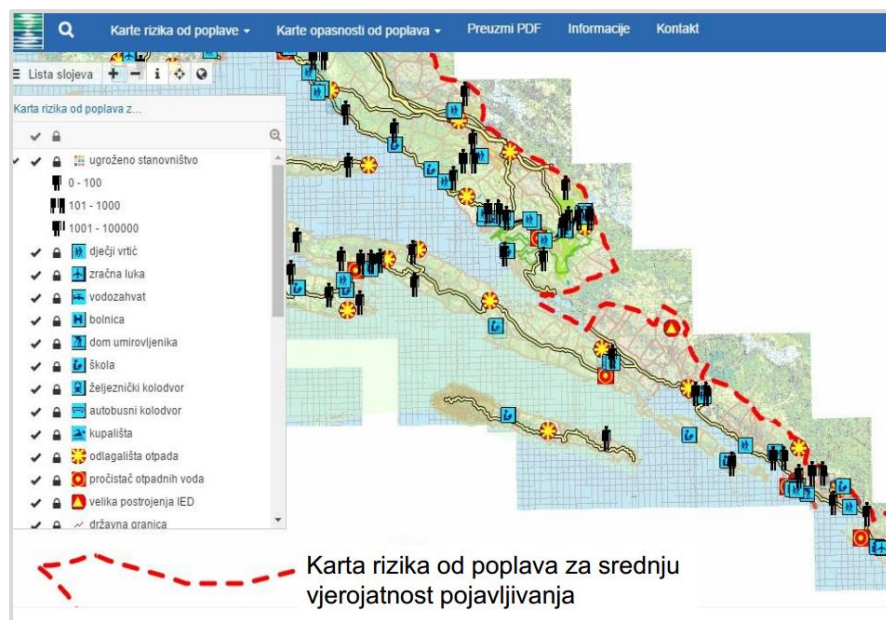 Karte rizika od poplave
Karte opasnosti od poplava
Preuzmi PDF
Informacije
Kontakt
Lista slojeva
Karta rizika od poplava z...
ugroženo stanovništvo
0 - 100
101 - 1000
1001 - 100000
dječji vrtić
zračna luka
vodozahvat
bolnica
dom umirovljenika
škola
željeznički kolodvor
autobusni kolodvor
kupališta
odlagališta otpada
pročistač otpadnih voda
velika postrojenja IED
državna granica
Karta rizika od poplava za srednju
vjerojatnost pojavljivanja